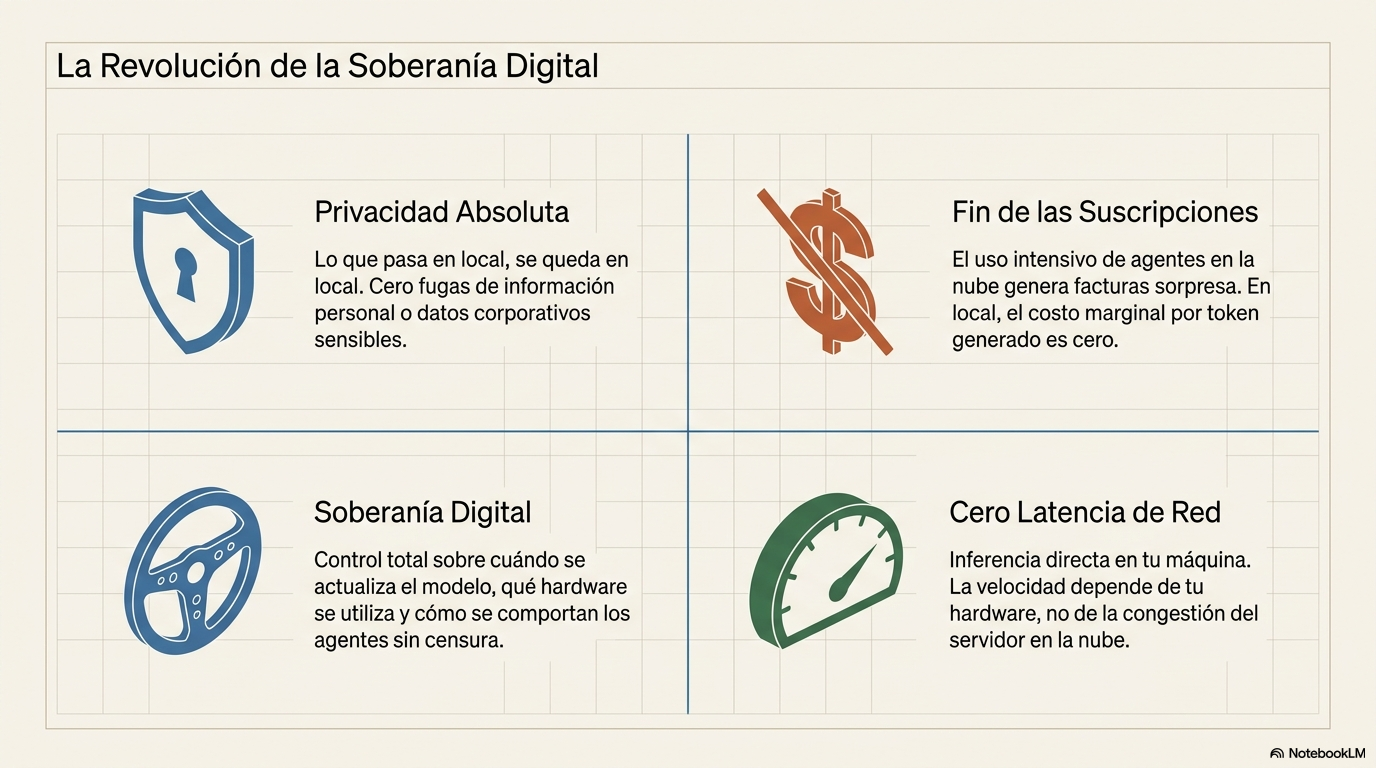 La Revolución de la Soberanía Digital
Privacidad Absoluta
Lo que pasa en local, se queda en
local. Cero fugas de información
personal o datos corporativos
sensibles.
Fin de las Suscripciones
El uso intensivo de agentes en la
nube genera facturas sorpresa. En
local, el costo marginal por token
generado es cero.
Soberanía Digital
Control total sobre cuándo se
actualiza el modelo, qué hardware
se utiliza y cómo se comportan los
agentes sin censura.
Cero Latencia de Red
Inferencia directa en tu máquina.
La velocidad depende de tu
hardware, no de la congestión del
servidor en la nube.
NotebookLM